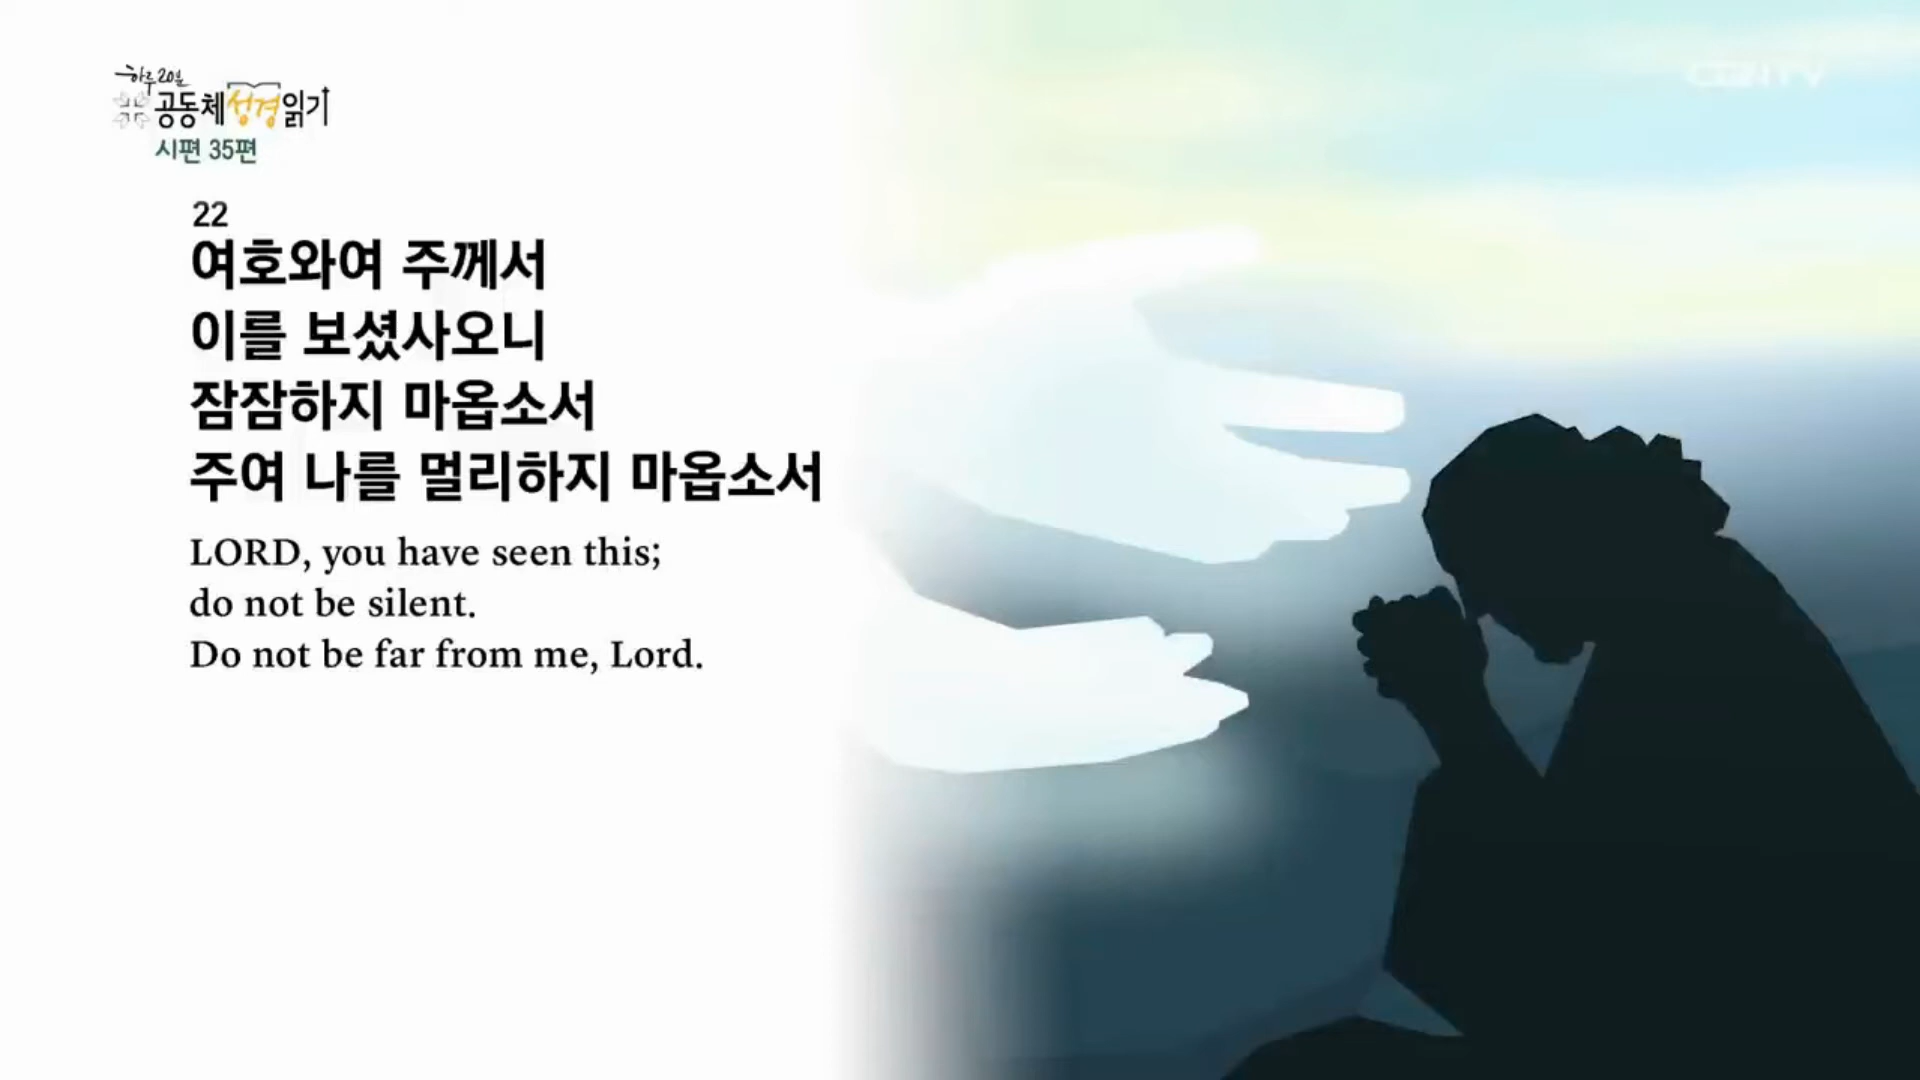 하루 20분
공동체성경읽기
시편 35편
CGNTV
22
여호와여 주께서
이를 보셨사오니
잠잠하지 마옵소서
주여 나를 멀리하지 마옵소서
LORD, you have seen this;
do not be silent.
Do not be far from me, Lord.